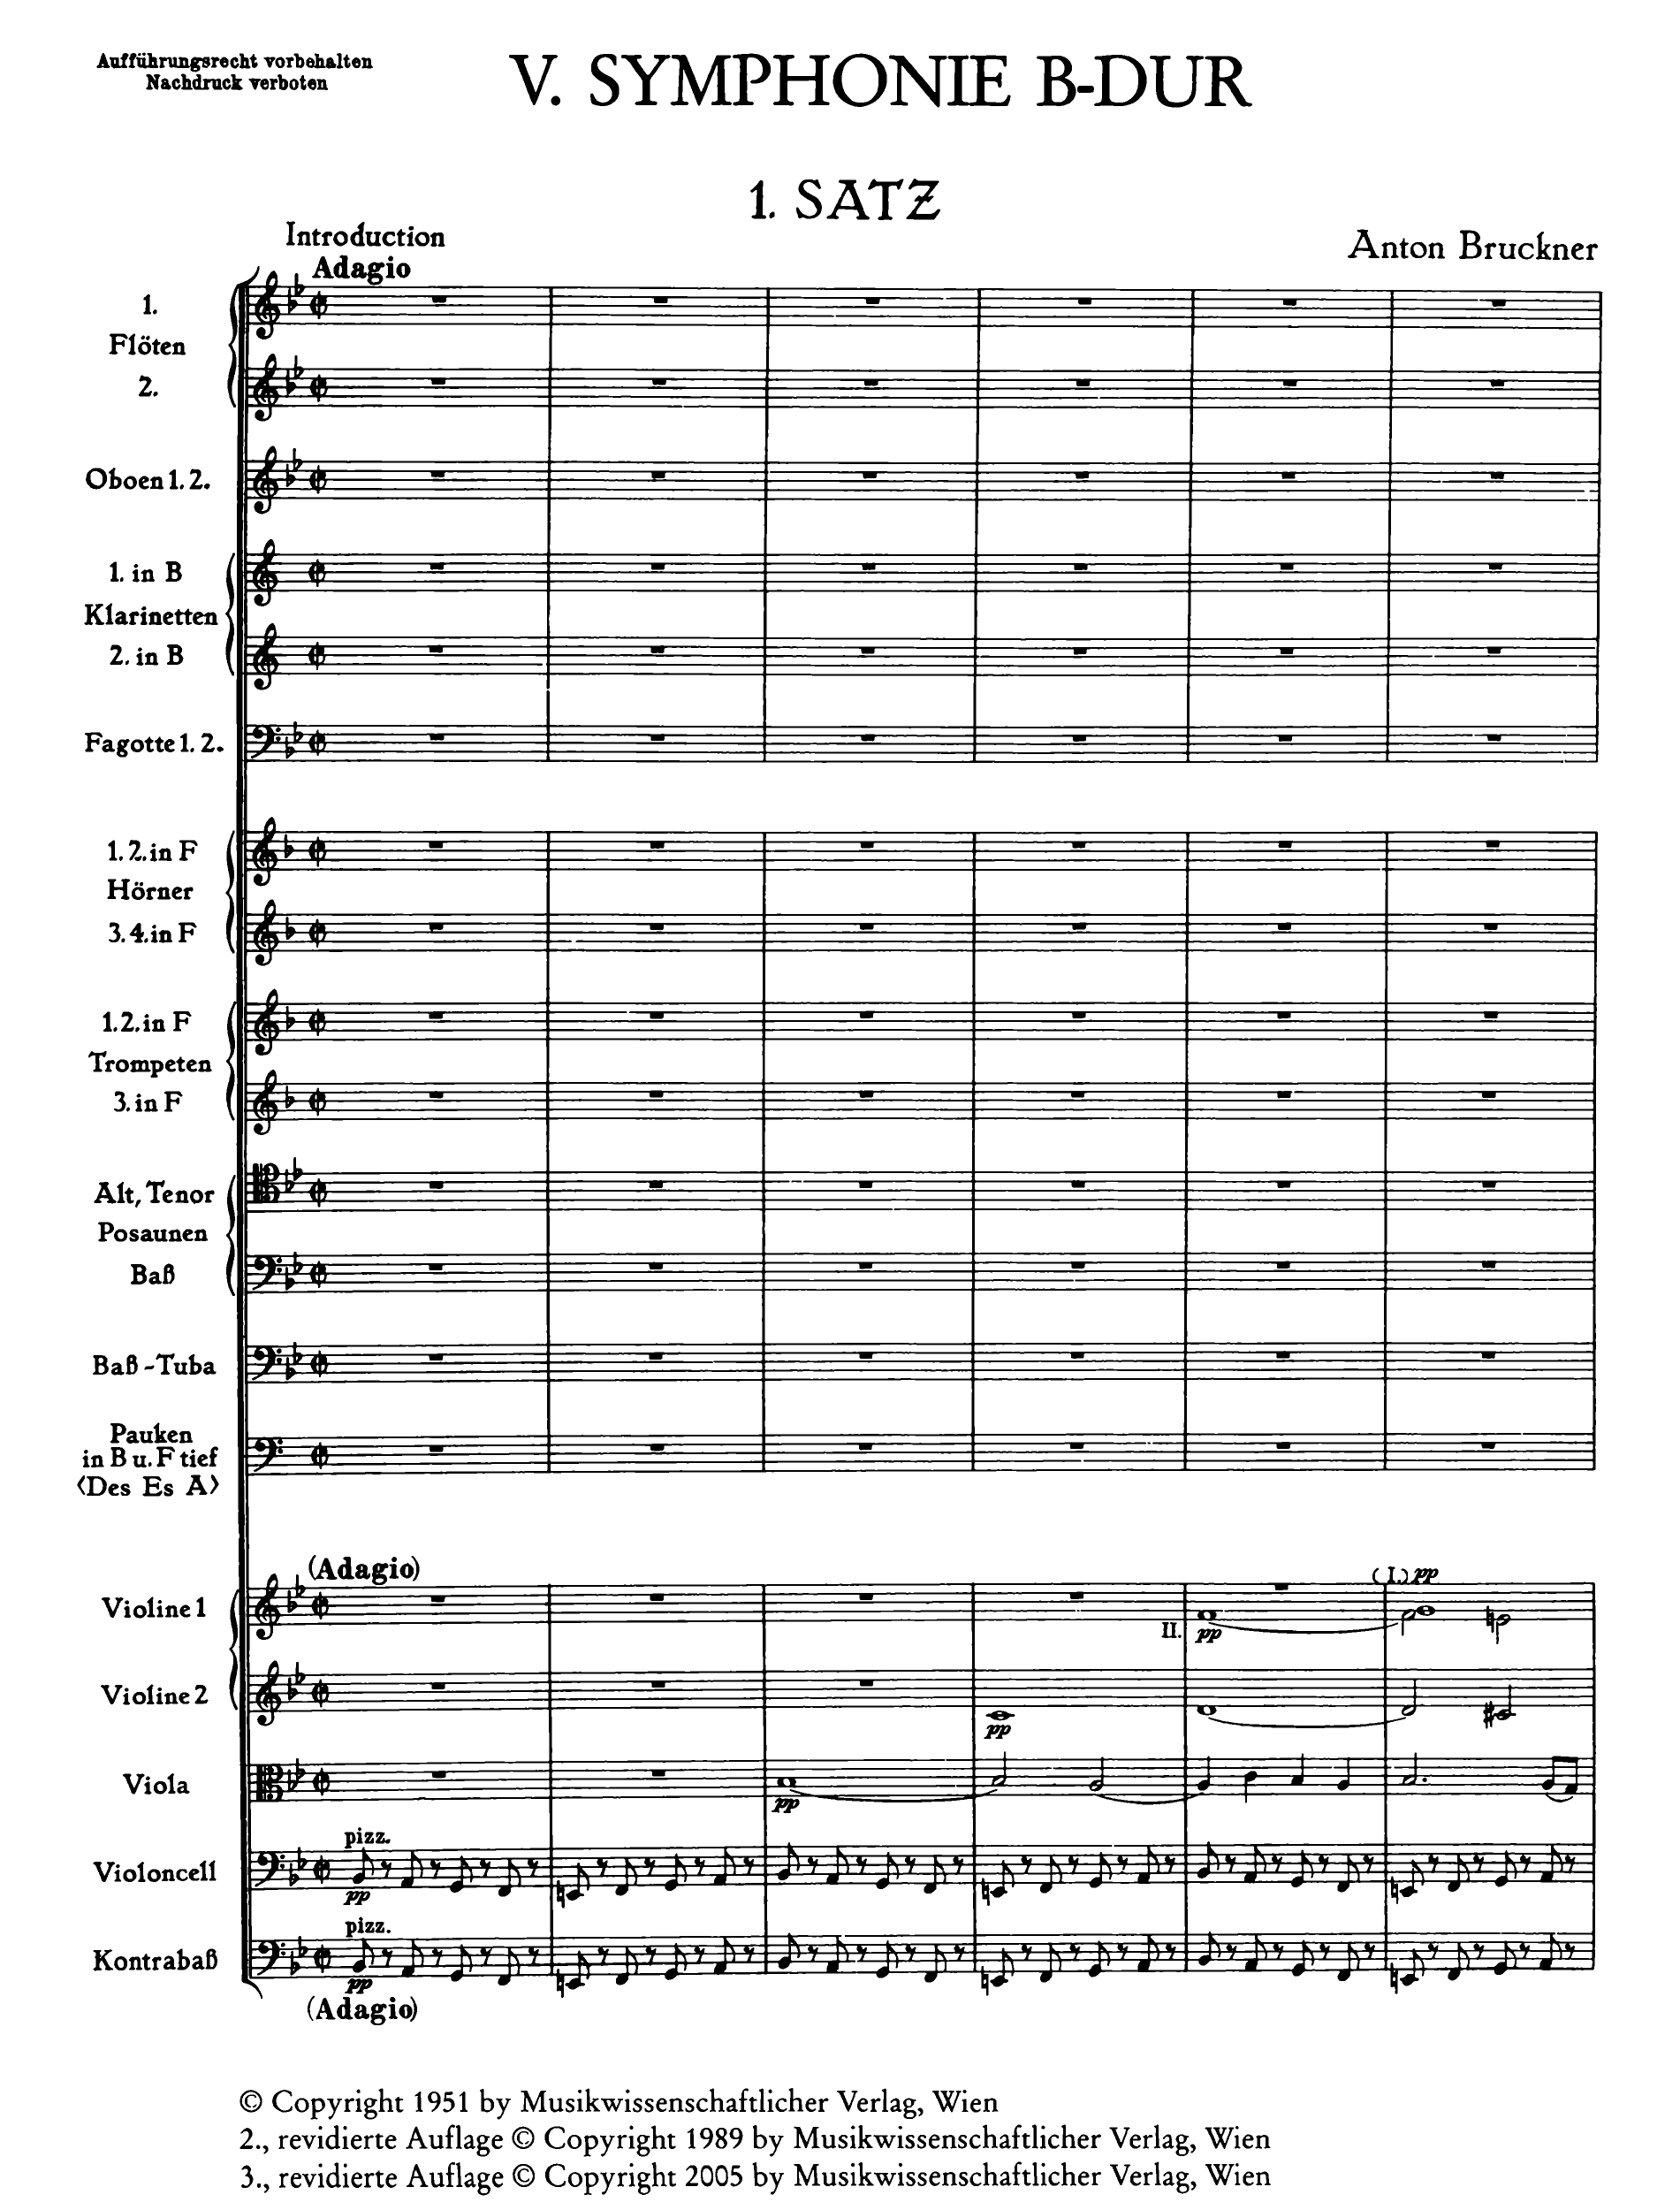 Aufführungsrecht vorbehalten
Nachdruck verboten
V. SYMPHONIE B-DUR
1. SATZ
Introduction
Anton Bruckner
Adagio
1.
Flöten
2.
Oboen 1. 2.
1. in B
Klarinetten
2. in B
Fagotte 1. 2.
1. 2. in F
Hörner
3. 4. in F
1. 2. in F
Trompeten
3. in F
Alt, Tenor
Posaunen
Baß
Baß-Tuba
Pauken
in B u. F tief
〈Des Es A〉
(Adagio)
(I.) pp
Violine 1
II. pp
Violine 2
pp
Viola
pp
pizz.
Violoncell
pp
pizz.
Kontrabaß
pp
(Adagio)
© Copyright 1951 by Musikwissenschaftlicher Verlag, Wien
2., revidierte Auflage © Copyright 1989 by Musikwissenschaftlicher Verlag, Wien
3., revidierte Auflage © Copyright 2005 by Musikwissenschaftlicher Verlag, Wien